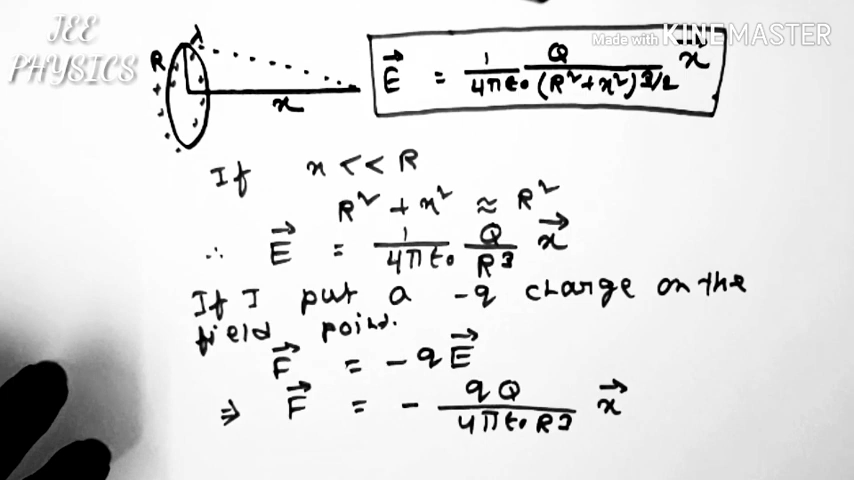 JEE
PHYSICS
Made with KINEMASTER
R
λ
x
E⃗ = 1/4πε₀ Q/(R²+x²)^3/2 x⃗
If x << R
R² + x² ≈ R²
∴ E⃗ = 1/4πε₀ Q/R³ x⃗
If I put a -q charge on the
field point.
F⃗ = -qE⃗
⇒ F⃗ = - qQ/4πε₀R³ x⃗